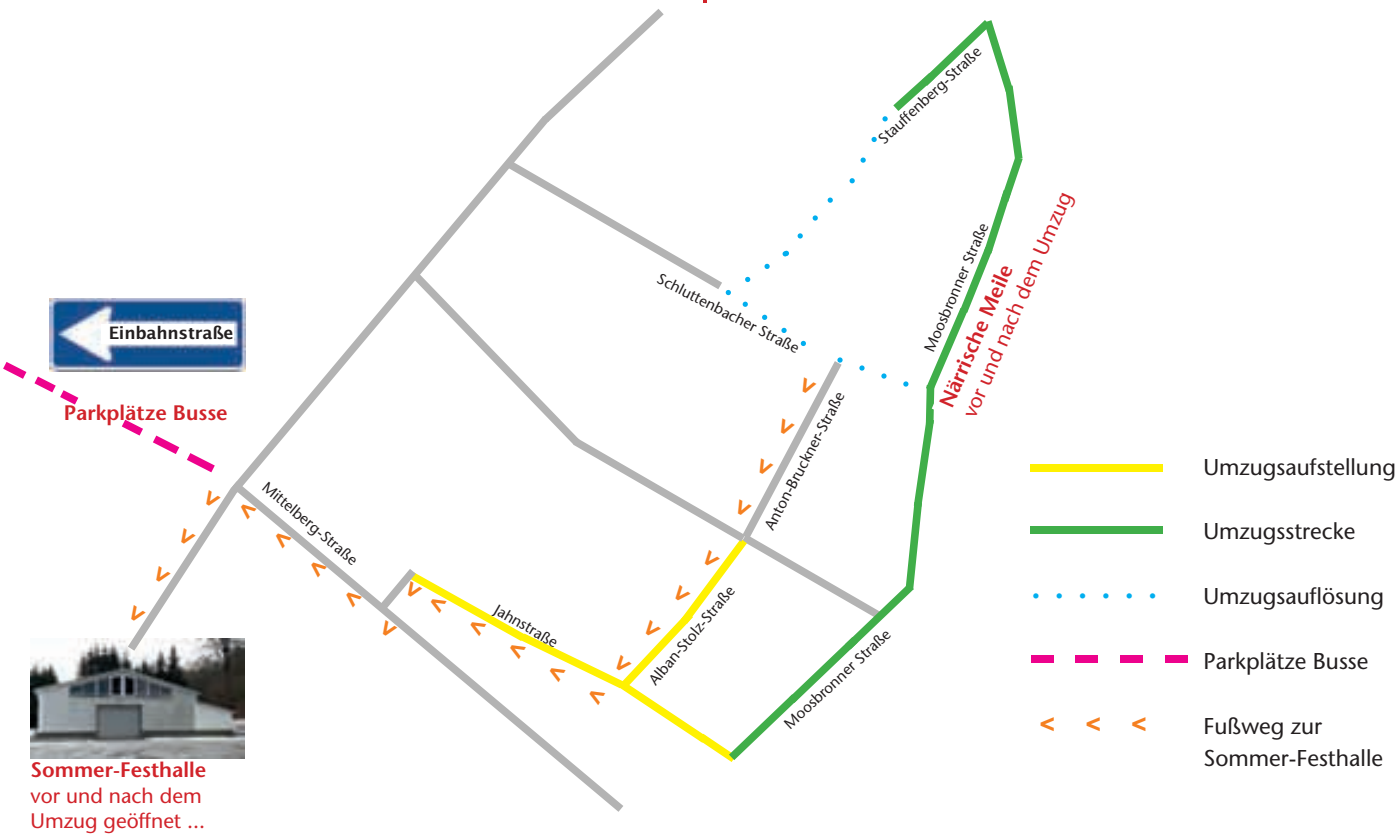 Stauffenberg-Straße
Schluttenbacher Straße
Moosbronner Straße
Närrische Meile
vor und nach dem Umzug
Einbahnstraße
Parkplätze Busse
Anton-Bruckner-Straße
Mittelberg-Straße
Jahnstraße
Alban-Stolz-Straße
Moosbronner Straße
Umzugsaufstellung
Umzugsstrecke
Umzugsauflösung
Parkplätze Busse
Fußweg zur
Sommer-Festhalle
Sommer-Festhalle
vor und nach dem
Umzug geöffnet ...